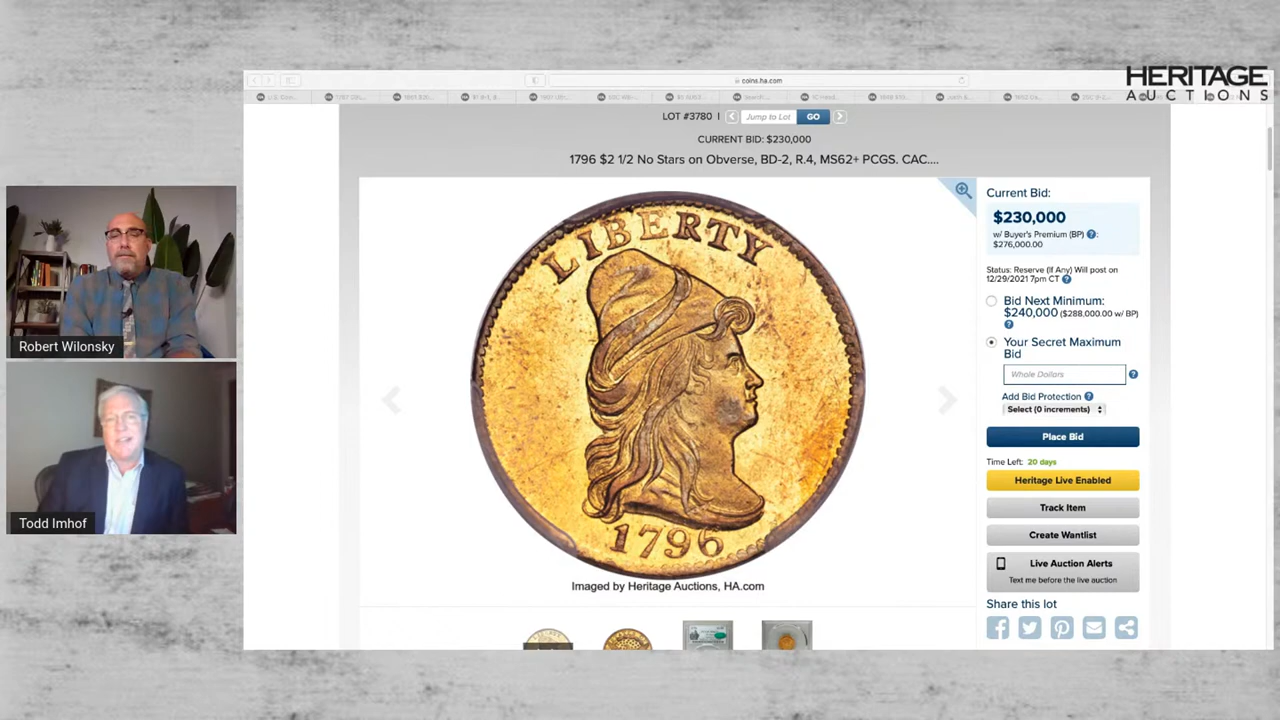 HERITAGE
AUCTIONS
coins.ha.com
LOT #3780 | Jump to Lot GO
CURRENT BID: $230,000
1796 $2 1/2 No Stars on Obverse, BD-2, R.4, MS62+ PCGS. CAC....
LIBERTY
1796
Imaged by Heritage Auctions, HA.com
Current Bid:
$230,000
w/ Buyer's Premium (BP) ? :
$276,000.00
Status: Reserve (If Any) Will post on
12/29/2021 7pm CT ?
Bid Next Minimum:
$240,000 ($288,000.00 w/ BP)
?
Your Secret Maximum
Bid
Whole Dollars ?
Add Bid Protection ?
Select (0 increments)
Place Bid
Time Left: 20 days
Heritage Live Enabled
Track Item
Create Wantlist
Live Auction Alerts
Text me before the live auction
Share this lot
Robert Wilonsky
Todd Imhof